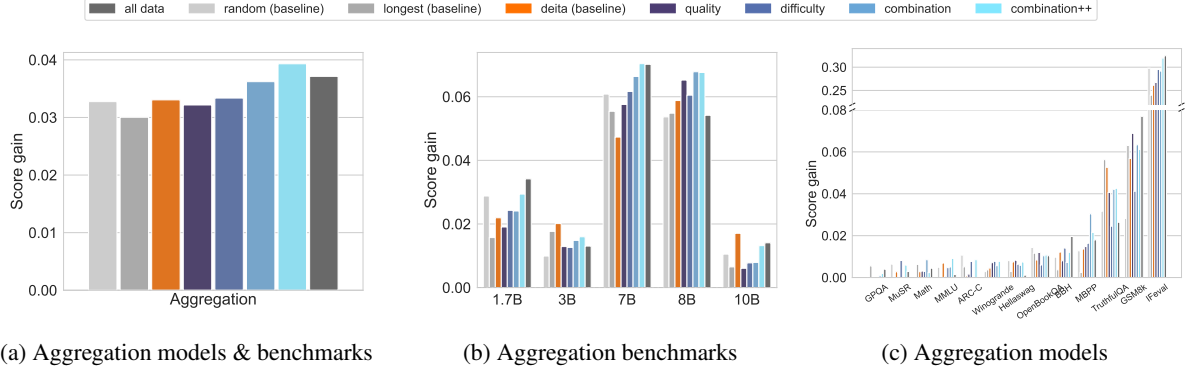 all data random (baseline) longest (baseline) deita (baseline) quality difficulty combination combination++
0.04
0.03
0.02
0.01
0.00
Score gain
Aggregation
0.06
0.04
0.02
0.00
Score gain
1.7B 3B 7B 8B 10B
0.30
0.25
0.08
0.06
0.04
0.02
0.00
Score gain
GPQA MuSR Math MMLU ARC-C Winogrande Hellaswag OpenBookQA BBH MBPP TruthfulQA GSM8k IFeval
(a) Aggregation models & benchmarks
(b) Aggregation benchmarks
(c) Aggregation models